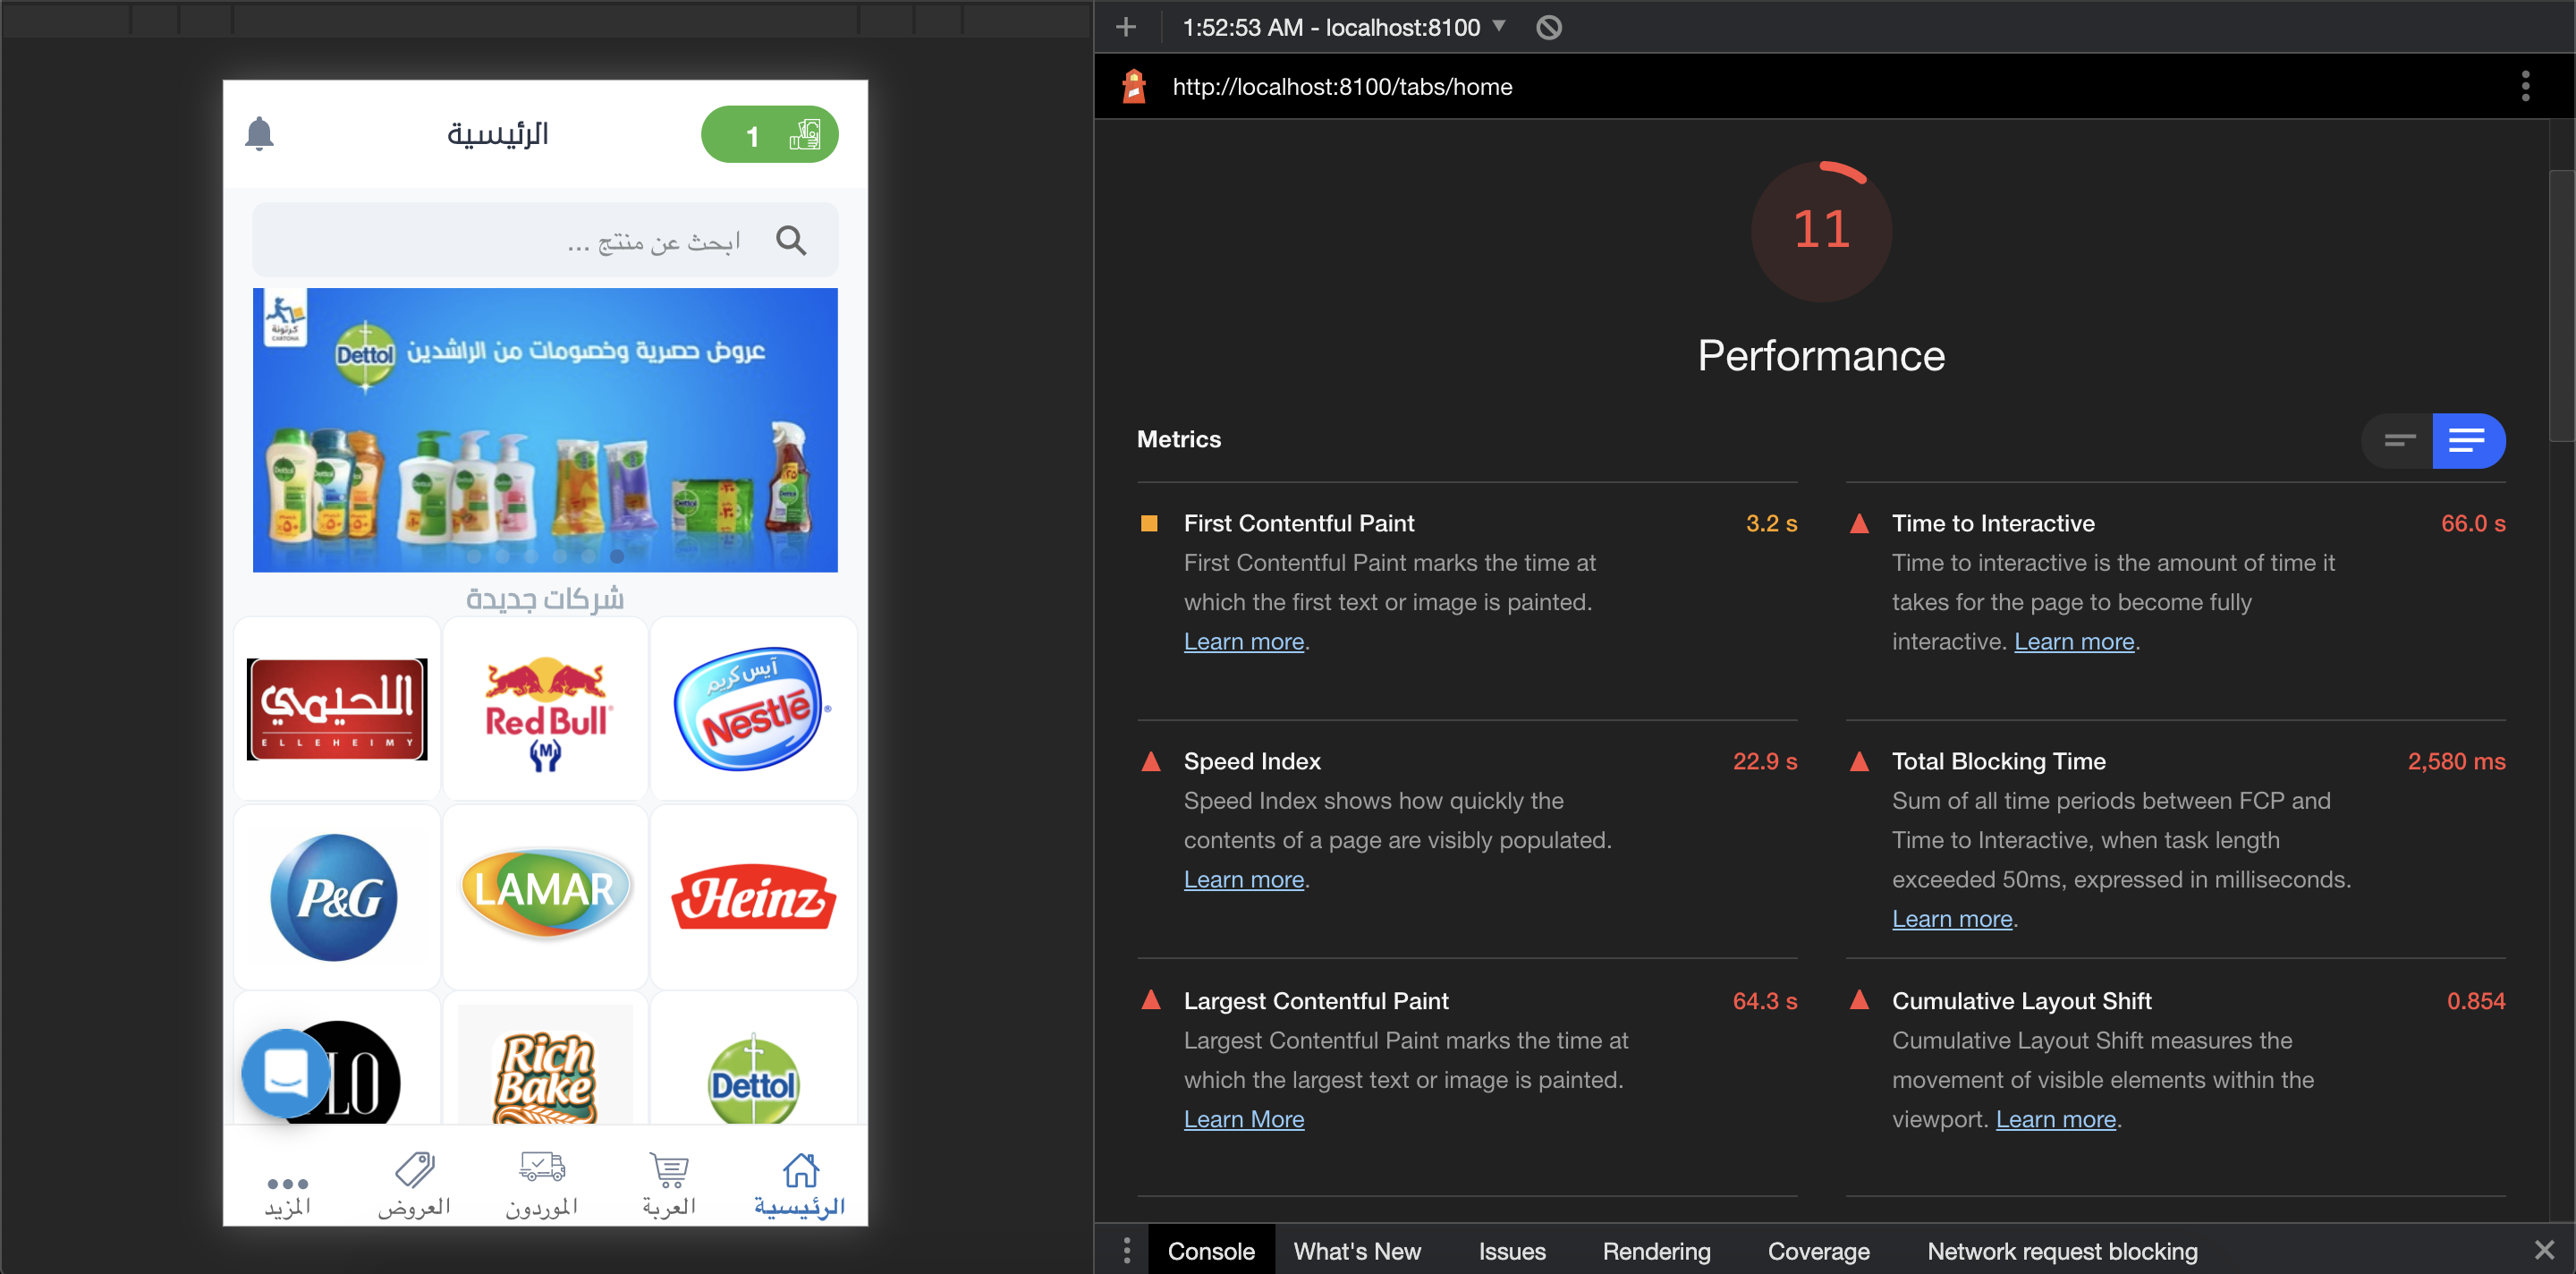 الرئيسية
1
ابحث عن منتج ...
كرتونة
CARTONA
Dettol
عروض حصرية وخصومات من الراشدين
شركات جديدة
اللحيمي
ELLEHEIMY
Red Bull
M
آيس كريم
Nestlé
P&G
LAMAR
Heinz
LO
Rich
Bake
Dettol
الرئيسية
العربة
الموردون
العروض
المزيد
1:52:53 AM - localhost:8100
http://localhost:8100/tabs/home
11
Performance
Metrics
First Contentful Paint 3.2 s
First Contentful Paint marks the time at
which the first text or image is painted.
Learn more.
Time to Interactive 66.0 s
Time to interactive is the amount of time it
takes for the page to become fully
interactive. Learn more.
Speed Index 22.9 s
Speed Index shows how quickly the
contents of a page are visibly populated.
Learn more.
Total Blocking Time 2,580 ms
Sum of all time periods between FCP and
Time to Interactive, when task length
exceeded 50ms, expressed in milliseconds.
Learn more.
Largest Contentful Paint 64.3 s
Largest Contentful Paint marks the time at
which the largest text or image is painted.
Learn More
Cumulative Layout Shift 0.854
Cumulative Layout Shift measures the
movement of visible elements within the
viewport. Learn more.
Console What's New Issues Rendering Coverage Network request blocking